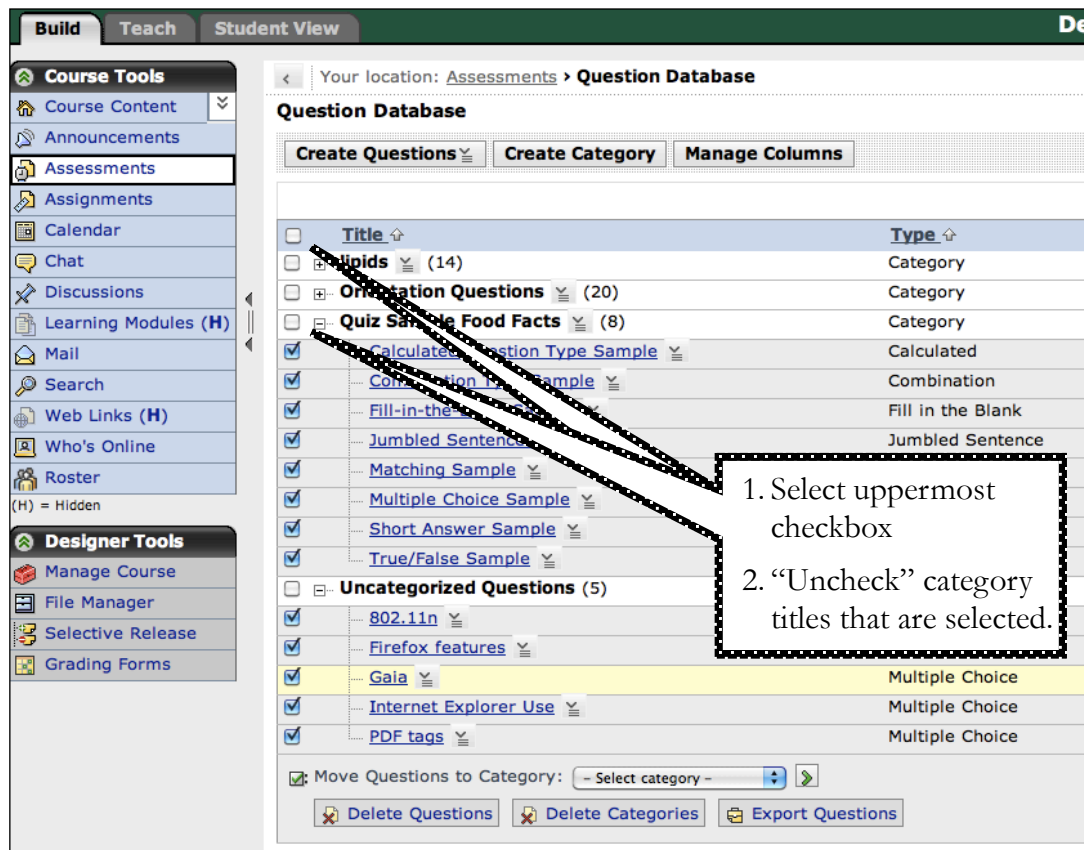 Build Teach Student View
De
Course Tools
Course Content
Announcements
Assessments
Assignments
Calendar
Chat
Discussions
Learning Modules (H)
Mail
Search
Web Links (H)
Who's Online
Roster
(H) = Hidden
Designer Tools
Manage Course
File Manager
Selective Release
Grading Forms
Your location: Assessments › Question Database
Question Database
Create Questions Create Category Manage Columns
Title Type
lipids (14) Category
Questions (20) Category
Quiz Food Facts (8) Category
Type Sample Calculated
Sample Combination
Fill in the Blank
Jumbled Sentence Jumbled Sentence
Matching Sample
Multiple Choice Sample
Short Answer Sample
True/False Sample
Uncategorized Questions (5)
802.11n
Firefox features
Gaia Multiple Choice
Internet Explorer Use Multiple Choice
PDF tags Multiple Choice
1. Select uppermost
checkbox
2. “Uncheck” category
titles that are selected.
Move Questions to Category: – Select category –
Delete Questions Delete Categories Export Questions